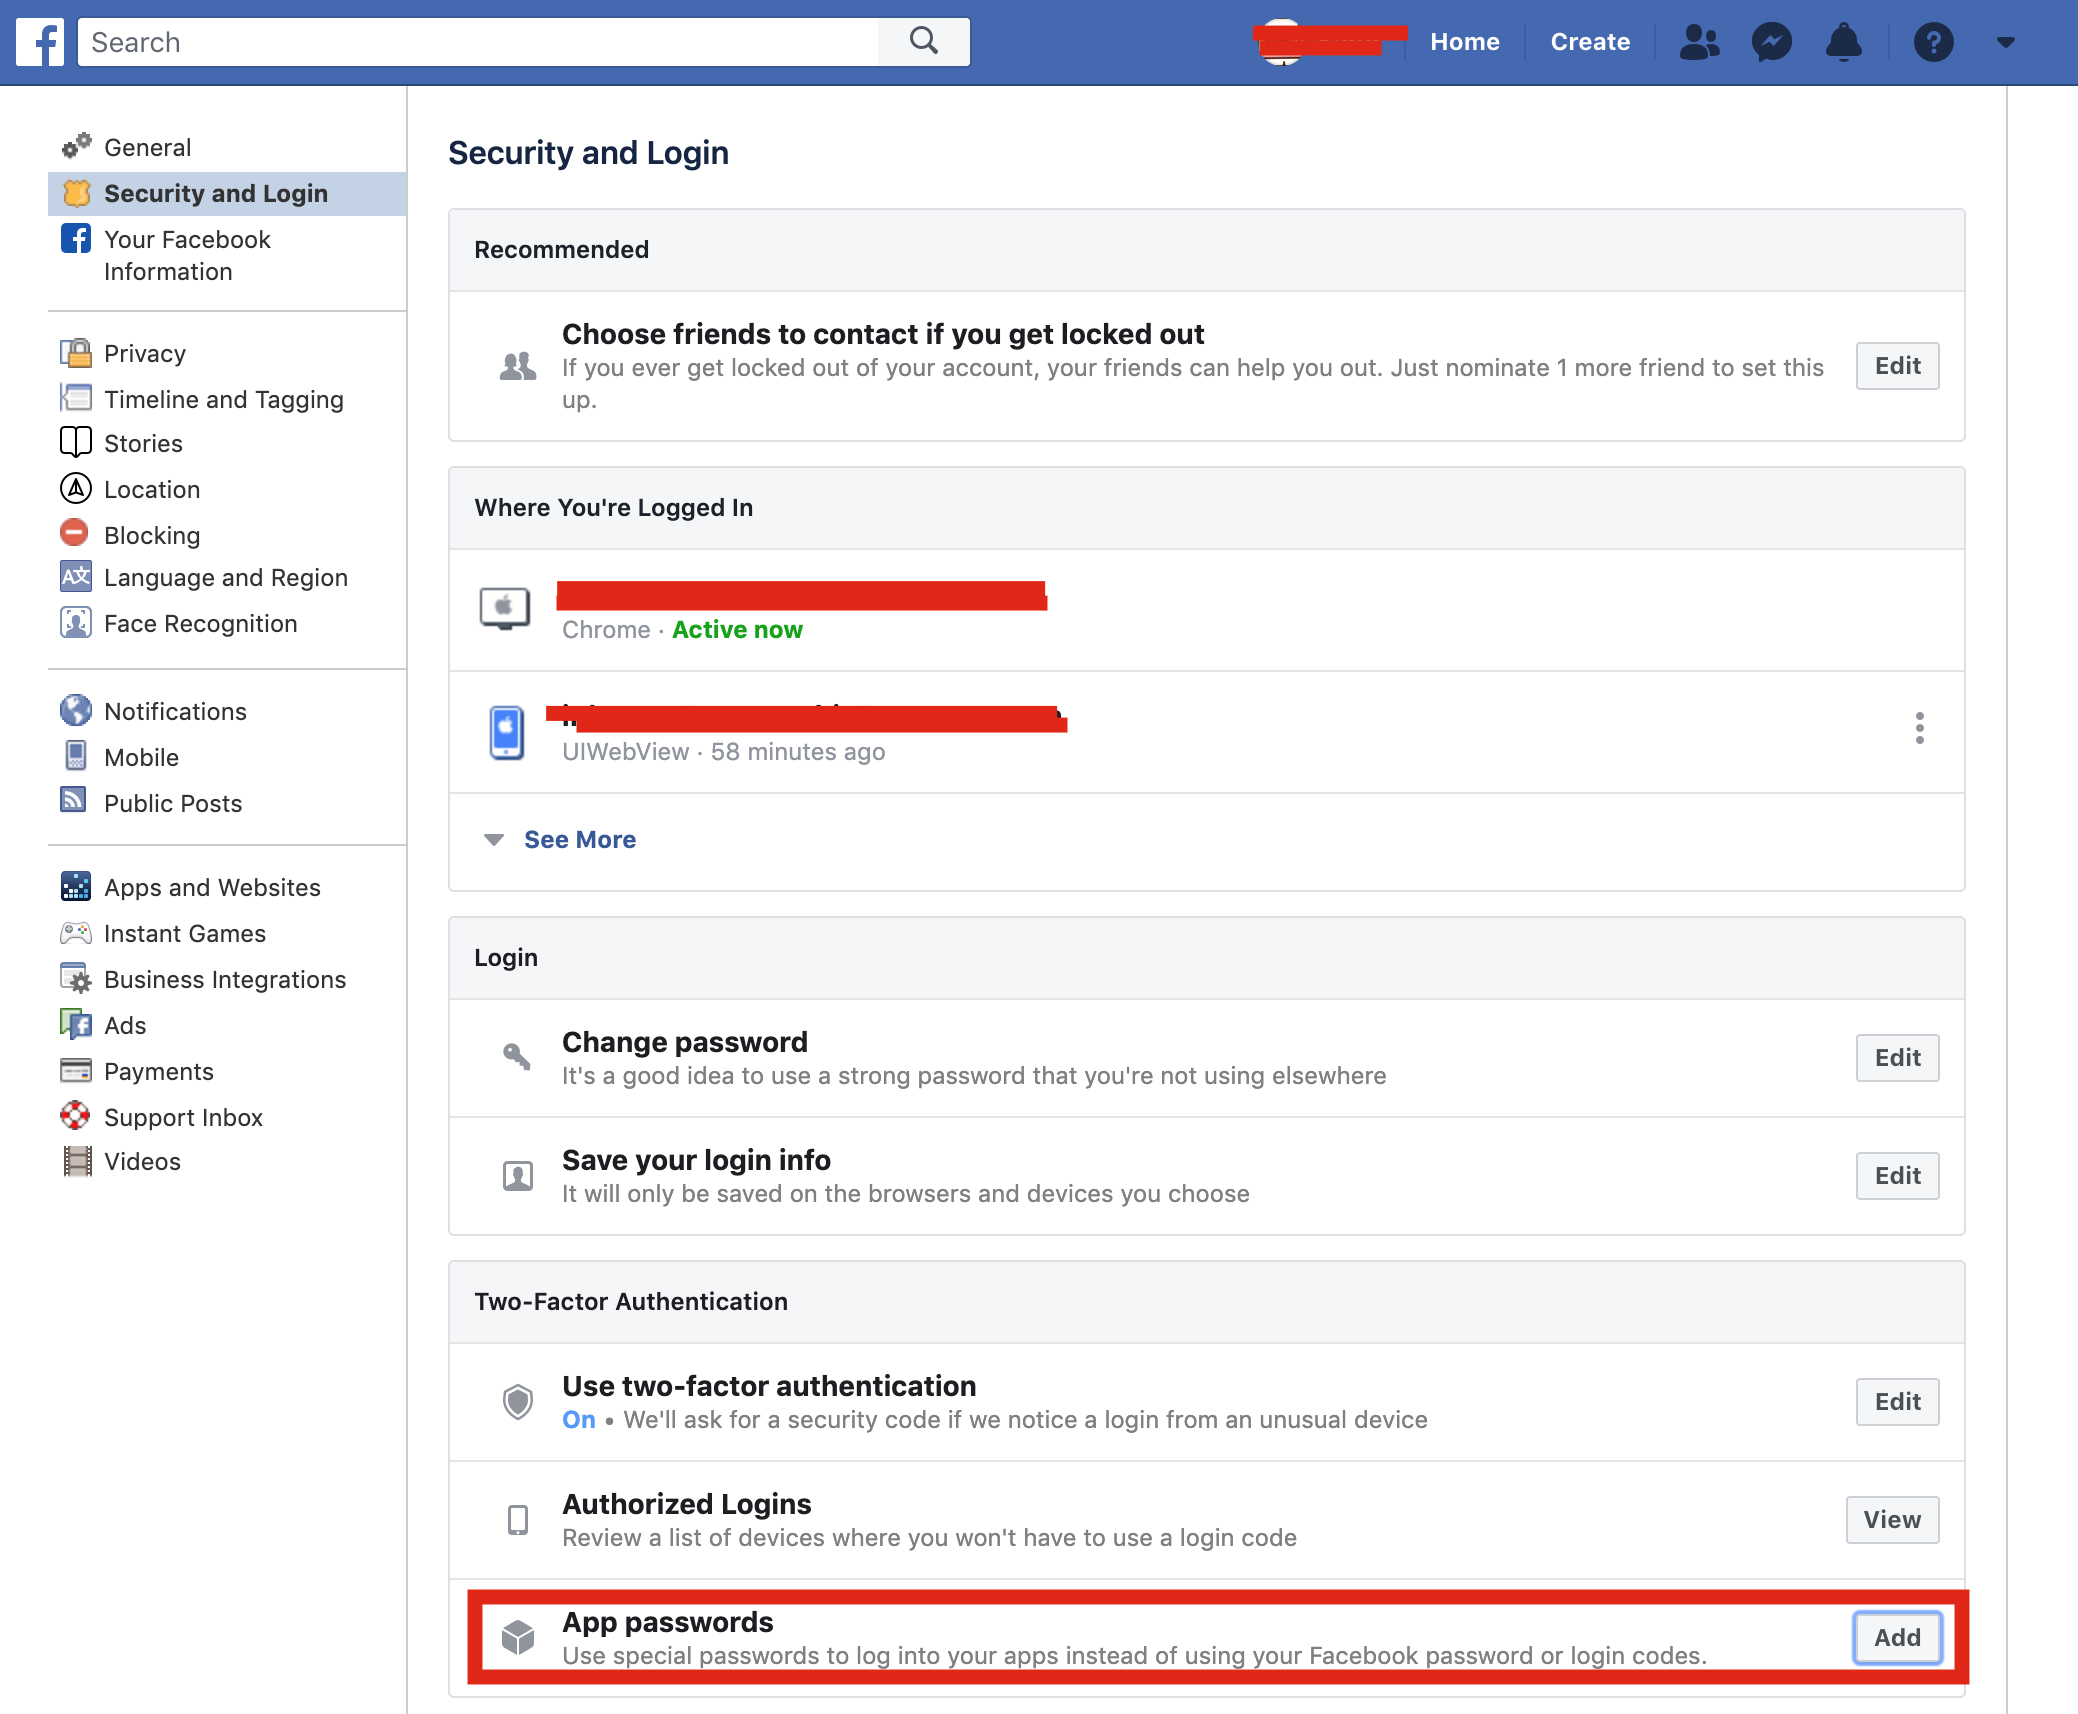 Search
Home
Create
General
Security and Login
Your Facebook
Information
Privacy
Timeline and Tagging
Stories
Location
Blocking
Language and Region
Face Recognition
Notifications
Mobile
Public Posts
Apps and Websites
Instant Games
Business Integrations
Ads
Payments
Support Inbox
Videos
Security and Login
Recommended
Choose friends to contact if you get locked out
If you ever get locked out of your account, your friends can help you out. Just nominate 1 more friend to set this
up.
Edit
Where You're Logged In
Chrome · Active now
UIWebView · 58 minutes ago
See More
Login
Change password
It's a good idea to use a strong password that you're not using elsewhere
Edit
Save your login info
It will only be saved on the browsers and devices you choose
Edit
Two-Factor Authentication
Use two-factor authentication
On • We'll ask for a security code if we notice a login from an unusual device
Edit
Authorized Logins
Review a list of devices where you won't have to use a login code
View
App passwords
Use special passwords to log into your apps instead of using your Facebook password or login codes.
Add